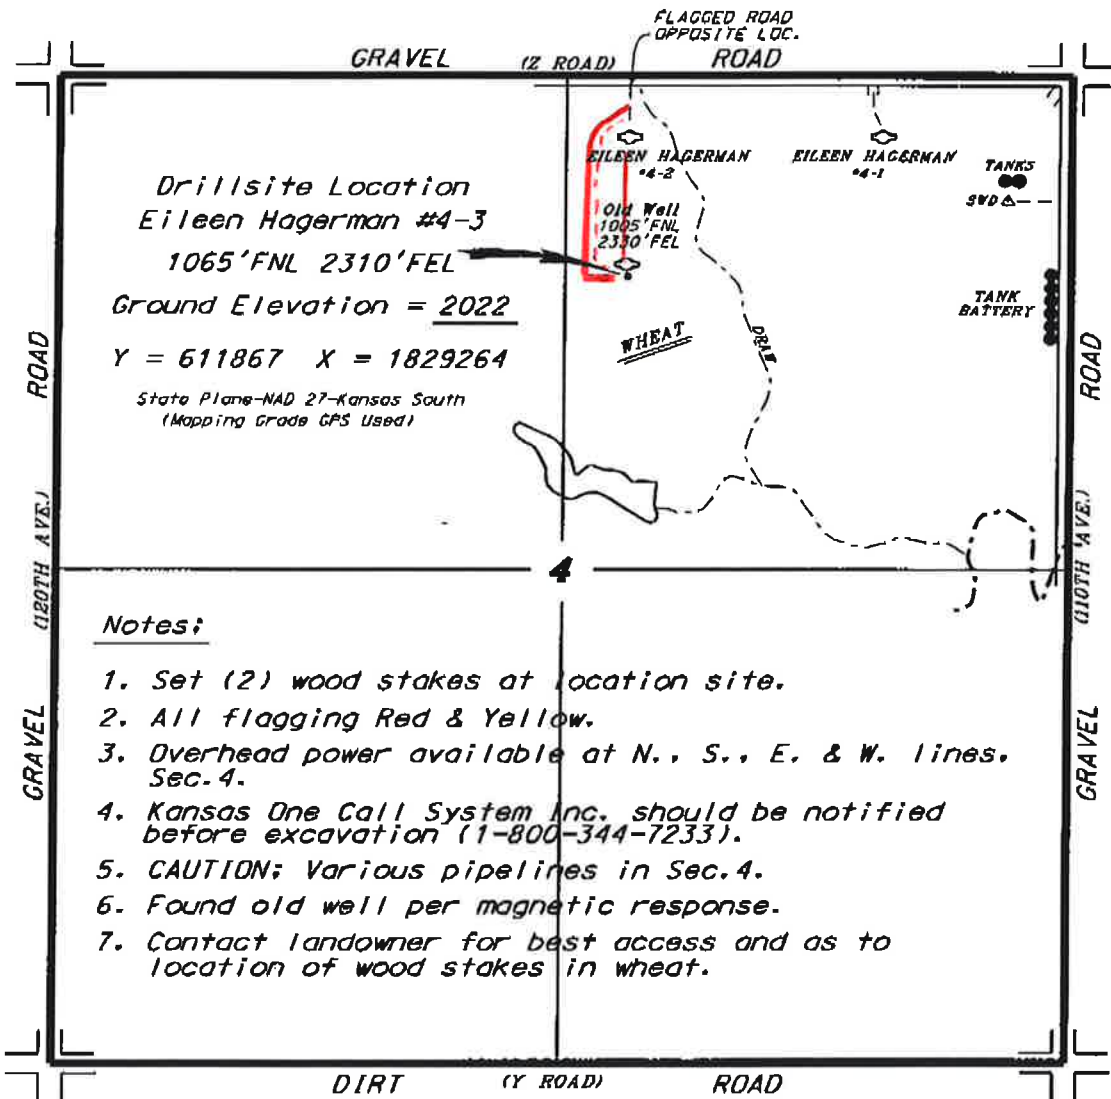 FLAGGED ROAD
OPPOSITE LOC.
GRAVEL (Z ROAD) ROAD
EILEEN HAGERMAN
#4-2
EILEEN HAGERMAN
#4-1
TANKS
SWD
Drillsite Location
Eileen Hagerman #4-3
1065'FNL 2310'FEL
Ground Elevation = 2022
Y = 611867 X = 1829264
State Plane-NAD 27-Kansas South
(Mapping Grade GPS Used)
Old Well
1005'FNL
2330'FEL
TANK
BATTERY
WHEAT
DRAW
ROAD
(120TH AVE.)
GRAVEL
ROAD
(110TH AVE.)
GRAVEL
4
Notes:
1. Set (2) wood stakes at location site.
2. All flagging Red & Yellow.
3. Overhead power available at N., S., E. & W. lines.
Sec.4.
4. Kansas One Call System Inc. should be notified
before excavation (1-800-344-7233).
5. CAUTION: Various pipelines in Sec.4.
6. Found old well per magnetic response.
7. Contact landowner for best access and as to
location of wood stakes in wheat.
DIRT (Y ROAD) ROAD